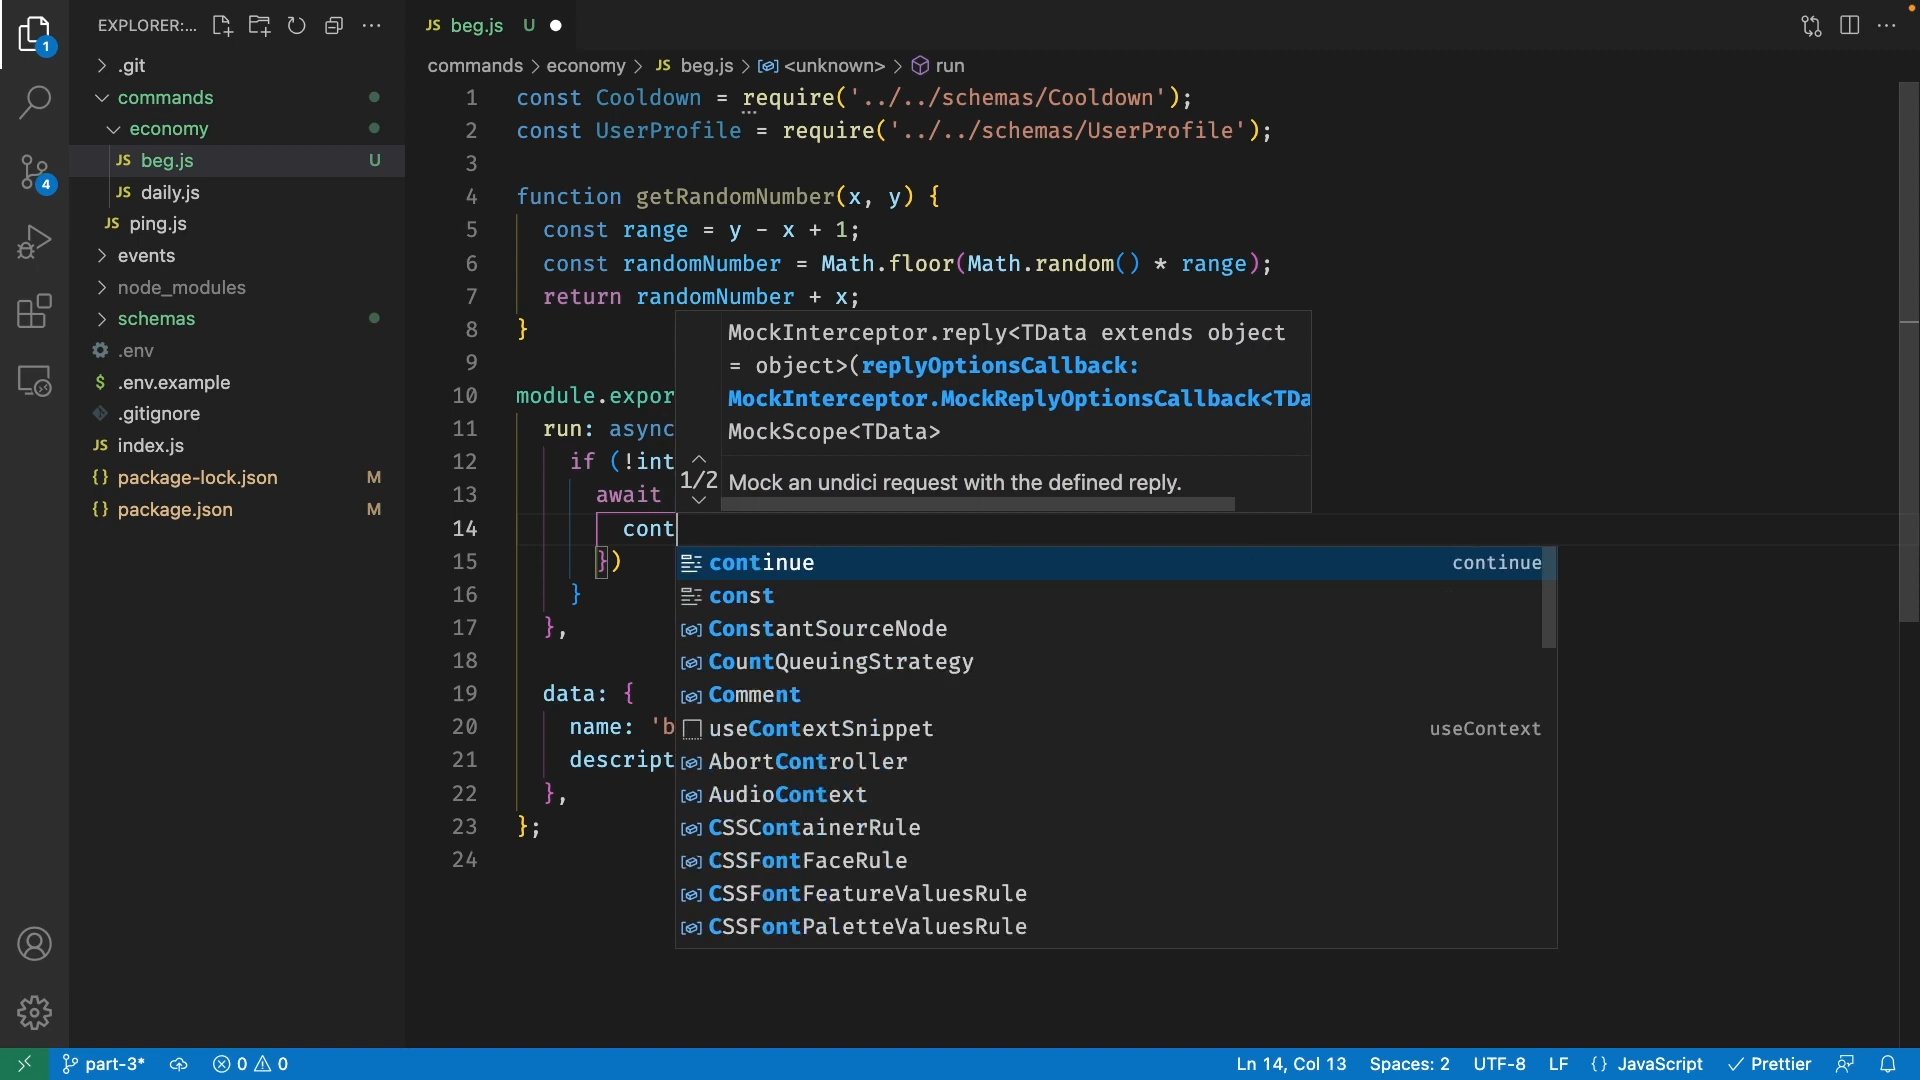 EXPLORER:...
1
4
.git
commands
economy
JS beg.js U
JS daily.js
JS ping.js
events
node_modules
schemas
.env
$ .env.example
.gitignore
JS index.js
{} package-lock.json M
{} package.json M
JS beg.js U
commands > economy > JS beg.js > <unknown> > run
1 const Cooldown = require('../../schemas/Cooldown');
2 const UserProfile = require('../../schemas/UserProfile');
3
4 function getRandomNumber(x, y) {
5 const range = y - x + 1;
6 const randomNumber = Math.floor(Math.random() * range);
7 return randomNumber + x;
8 }
9
10 module.expor
11 run: async
12 if (!int
13 await
14 cont
15 })
16 }
17 },
18
19 data: {
20 name: 'b
21 descript
22 },
23 };
24
MockInterceptor.reply<TData extends object
= object>(replyOptionsCallback:
MockInterceptor.MockReplyOptionsCallback<TDa
MockScope<TData>
1/2
Mock an undici request with the defined reply.
continue continue
const
ConstantSourceNode
CountQueuingStrategy
Comment
useContextSnippet useContext
AbortController
AudioContext
CSSContainerRule
CSSFontFaceRule
CSSFontFeatureValuesRule
CSSFontPaletteValuesRule
part-3* 0 0 Ln 14, Col 13 Spaces: 2 UTF-8 LF {} JavaScript Prettier